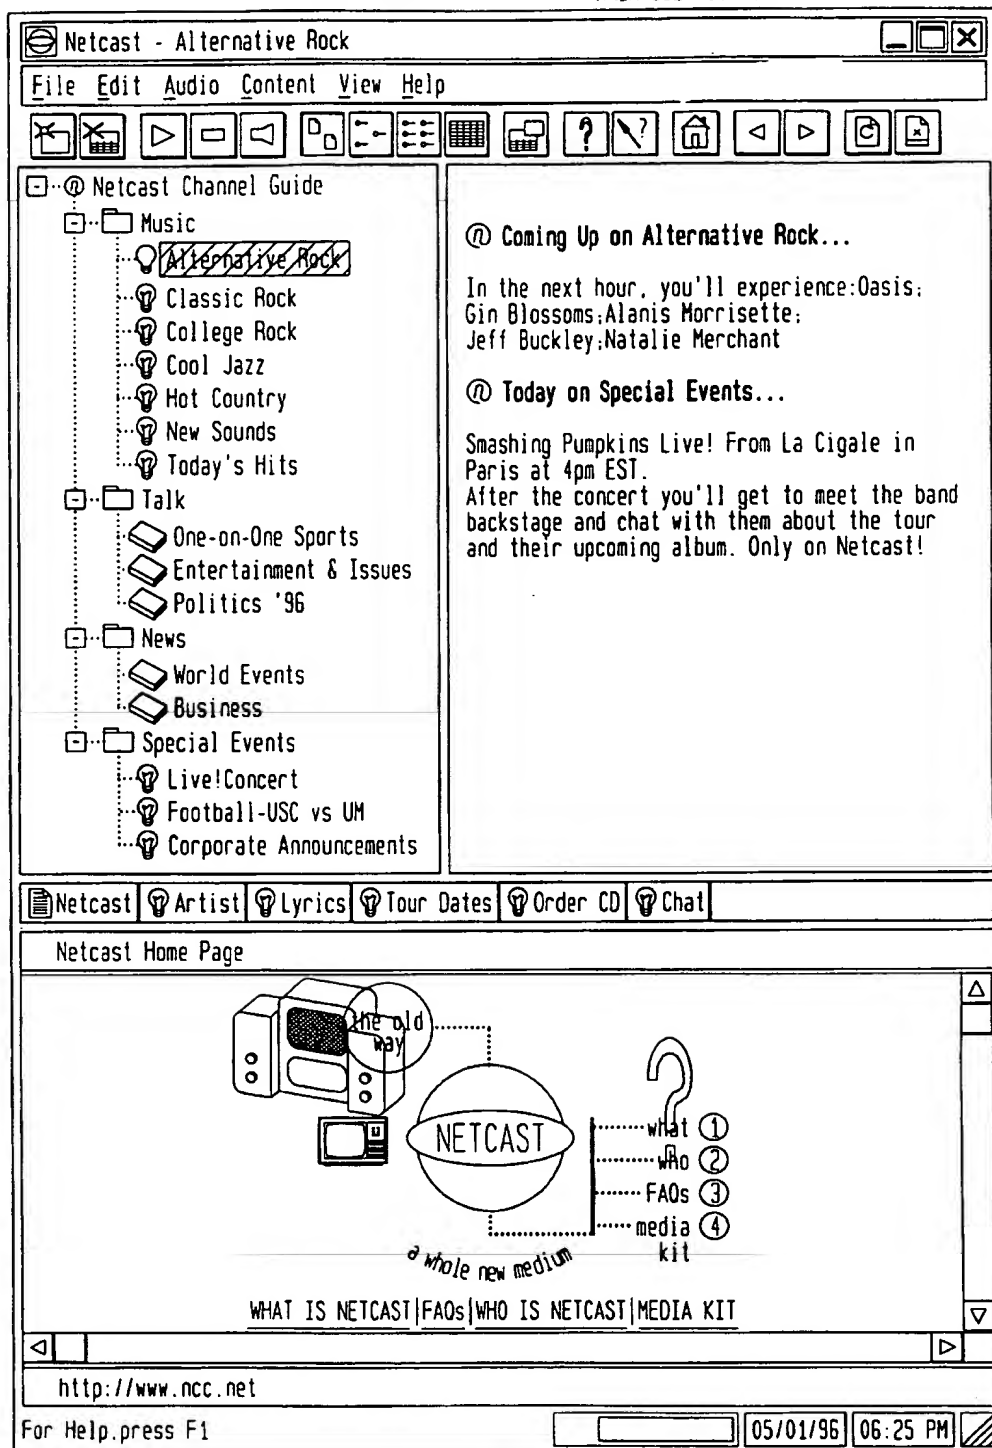 Netcast - Alternative Rock
File Edit Audio Content View Help
Netcast Channel Guide
Music
Alternative Rock
Classic Rock
College Rock
Cool Jazz
Hot Country
New Sounds
Today's Hits
Talk
One-on-One Sports
Entertainment & Issues
Politics '96
News
World Events
Business
Special Events
Live!Concert
Football-USC vs UM
Corporate Announcements
Coming Up on Alternative Rock...
In the next hour, you'll experience:Oasis;
Gin Blossoms;Alanis Morrisette;
Jeff Buckley;Natalie Merchant
Today on Special Events...
Smashing Pumpkins Live! From La Cigale in
Paris at 4pm EST.
After the concert you'll get to meet the band
backstage and chat with them about the tour
and their upcoming album. Only on Netcast!
Netcast Artist Lyrics Tour Dates Order CD Chat
Netcast Home Page
the old
way
NETCAST
what 1
who 2
FAQs 3
media 4
kit
a whole new medium
WHAT IS NETCAST|FAQs|WHO IS NETCAST|MEDIA KIT
http://www.ncc.net
For Help.press F1 05/01/96 06:25 PM